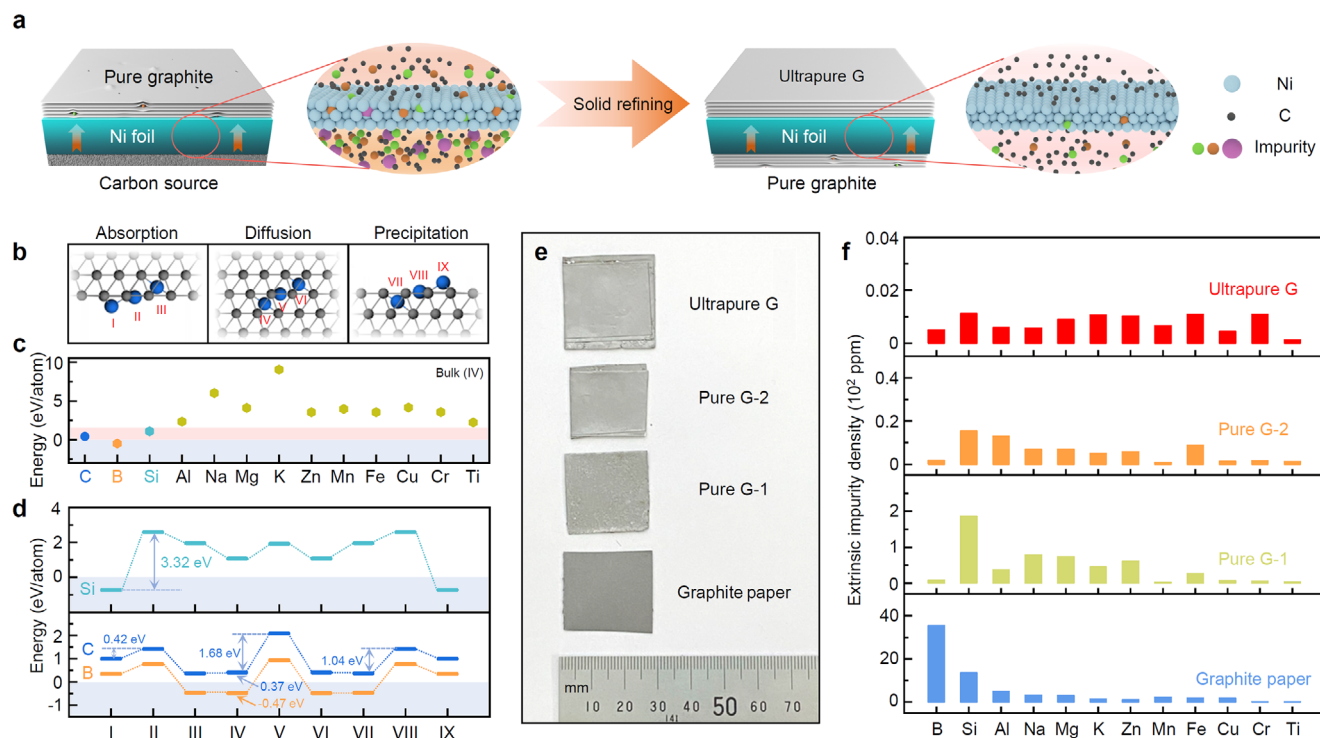 a
Pure graphite
Ni foil
Carbon source
Solid refining
Ultrapure G
Ni foil
Pure graphite
Ni
C
Impurity
b
Absorption
Diffusion
Precipitation
I
II
III
IV
V
VI
VII
VIII
IX
c
Energy (eV/atom)
10
5
0
Bulk (IV)
C B Si Al Na Mg K Zn Mn Fe Cu Cr Ti
d
Energy (eV/atom)
4
2
0
Si
3.32 eV
2
1
0
-1
C
B
0.42 eV
1.68 eV
0.37 eV
-0.47 eV
1.04 eV
I II III IV V VI VII VIII IX
e
Ultrapure G
Pure G-2
Pure G-1
Graphite paper
mm
10 20 30 40 50 60 70
[4]
f
Extrinsic impurity density (10² ppm)
0.04
0.02
0
Ultrapure G
0.4
0.2
0
Pure G-2
2
1
0
Pure G-1
40
20
0
Graphite paper
B Si Al Na Mg K Zn Mn Fe Cu Cr Ti